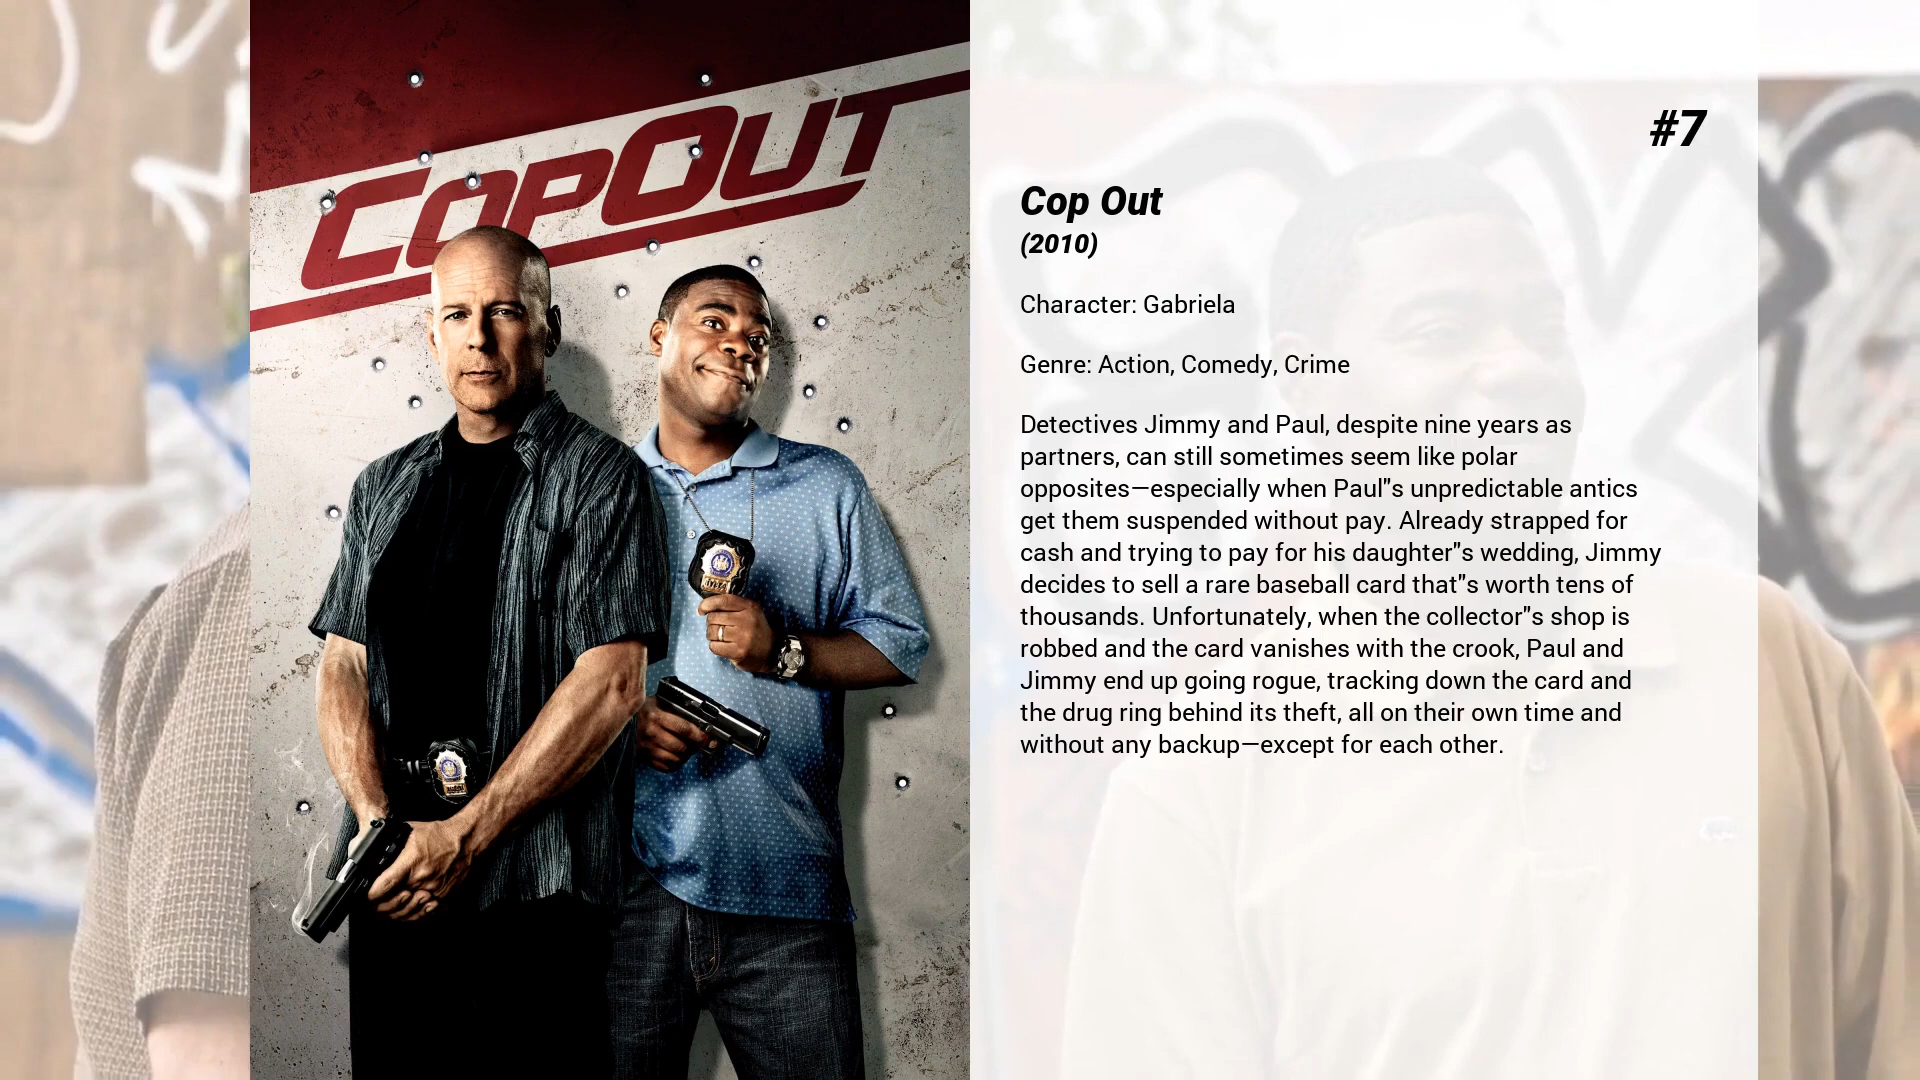 COPOUT
#7
Cop Out
(2010)
Character: Gabriela
Genre: Action, Comedy, Crime
Detectives Jimmy and Paul, despite nine years as
partners, can still sometimes seem like polar
opposites—especially when Paul"s unpredictable antics
get them suspended without pay. Already strapped for
cash and trying to pay for his daughter"s wedding, Jimmy
decides to sell a rare baseball card that"s worth tens of
thousands. Unfortunately, when the collector"s shop is
robbed and the card vanishes with the crook, Paul and
Jimmy end up going rogue, tracking down the card and
the drug ring behind its theft, all on their own time and
without any backup—except for each other.